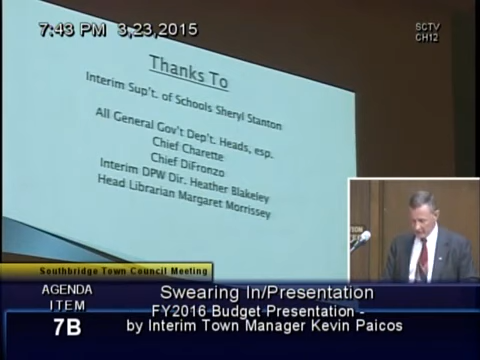 7:43 PM 3,23,2015
SCTV
CH12
Thanks To
Interim Sup't. of Schools Sheryl Stanton
All General Gov't Dep't. Heads, esp.
Chief Charette
Chief DiFronzo
Interim DPW Dir. Heather Blakeley
Head Librarian Margaret Morrissey
Southbridge Town Council Meeting
AGENDA
ITEM
7B
Swearing In/Presentation
FY2016 Budget Presentation -
by Interim Town Manager Kevin Paicos